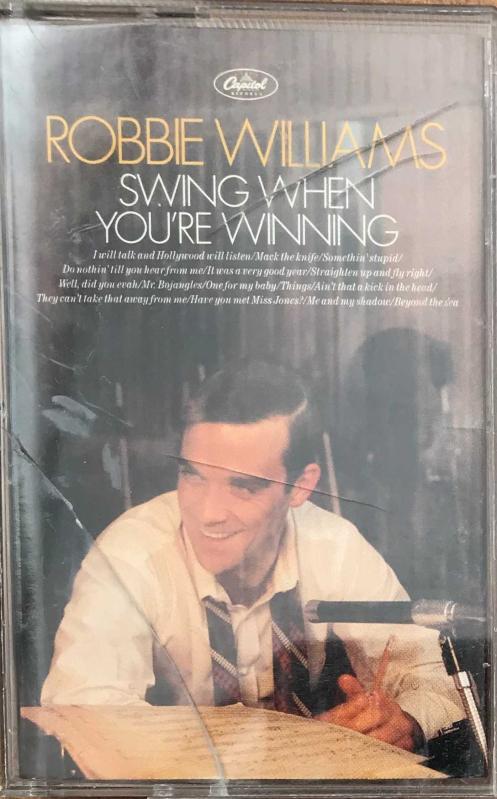 Capitol
RECORDS
ROBBIE WILLIAMS
SWING WHEN
YOU'RE WINNING
I will talk and Hollywood will listen/Mack the knife/Somethin' stupid/
Do nothin' till you hear from me/It was a very good year/Straighten up and fly right/
Well, did you evah/Mr. Bojangles/One for my baby/Things/Ain't that a kick in the head/
They can't take that away from me/Have you met Miss Jones?/Me and my shadow/Beyond the sea